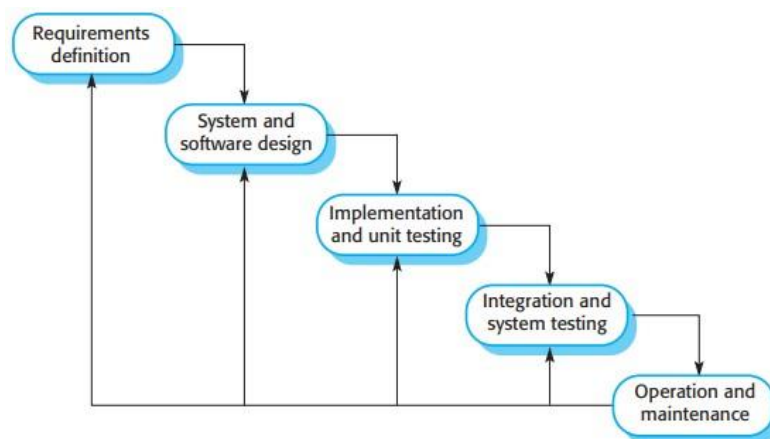 Requirements
definition
System and
software design
Implementation
and unit testing
Integration and
system testing
Operation and
maintenance